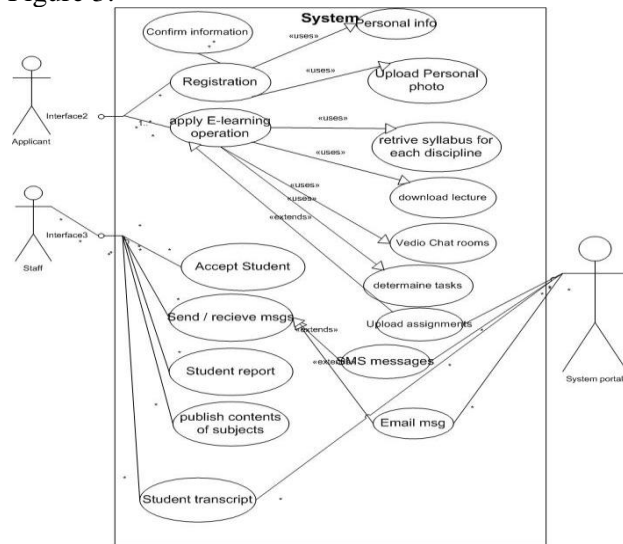 Figure 3.
System
Confirm information
Personal info
«uses»
Registration
«uses»
Upload Personal
photo
Interface2
Applicant
apply E-learning
operation
«uses»
retrive syllabus for
each discipline
«uses»
download lecture
«uses»
«uses»
«extends»
Vedio Chat rooms
Interface3
Staff
Accept Student
determaine tasks
Send / recieve msgs
Upload assignments
«extends»
SMS messages
«extends»
System portal
Student report
publish contents
of subjects
Email msg
Student transcript